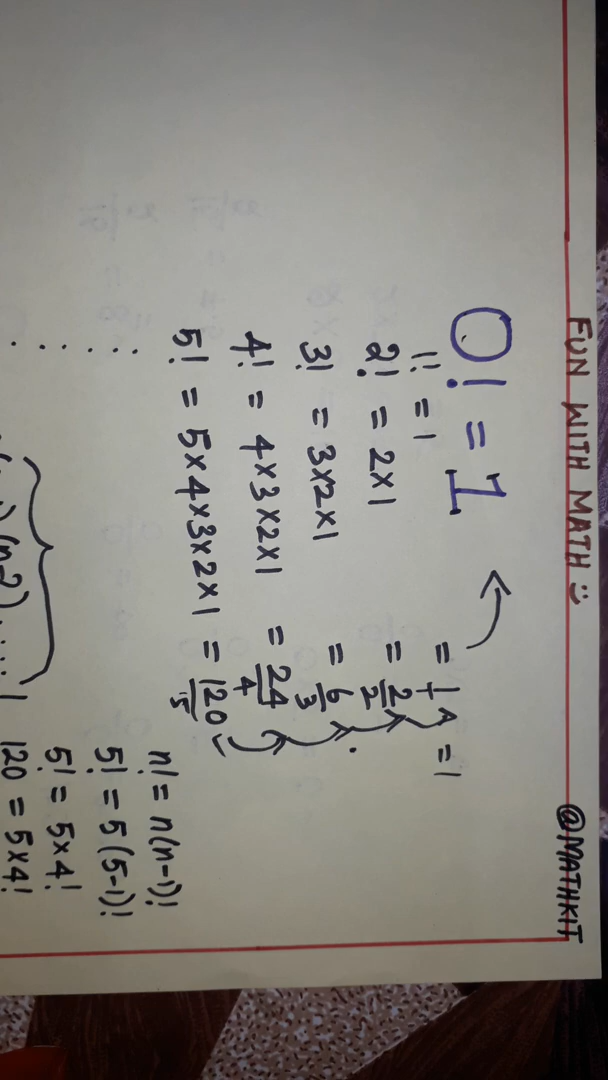 FUN WITH MATH :)
@MATHKIT
0! = 1
1! = 1 = 1/1 = 1
2! = 2×1 = 2/2
3! = 3×2×1 = 6/3
4! = 4×3×2×1 = 24/4
5! = 5×4×3×2×1 = 120/5
n! = n(n-1)!
5! = 5(5-1)!
5! = 5×4!
120 = 5×4!
(n-2) .... 1